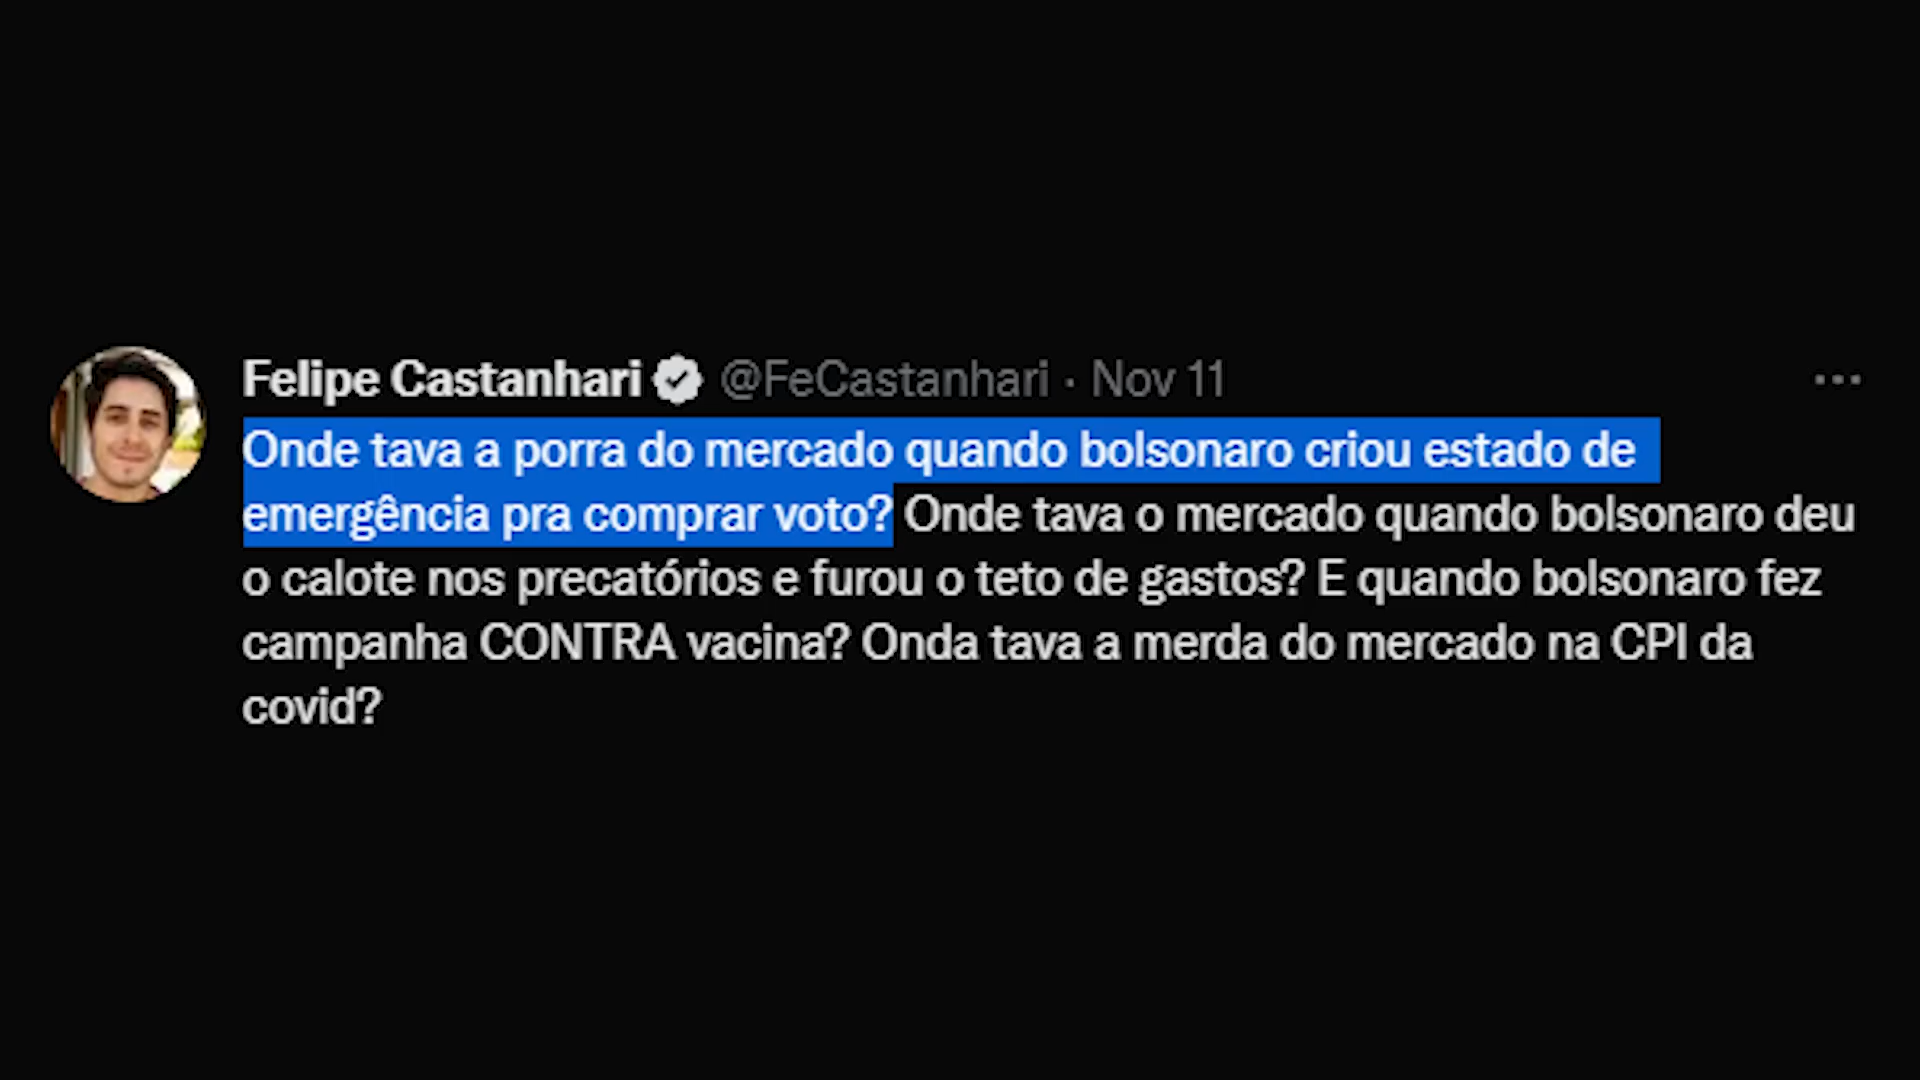 Felipe Castanhari @FeCastanhari · Nov 11
Onde tava a porra do mercado quando bolsonaro criou estado de
emergência pra comprar voto? Onde tava o mercado quando bolsonaro deu
o calote nos precatórios e furou o teto de gastos? E quando bolsonaro fez
campanha CONTRA vacina? Onda tava a merda do mercado na CPI da
covid?